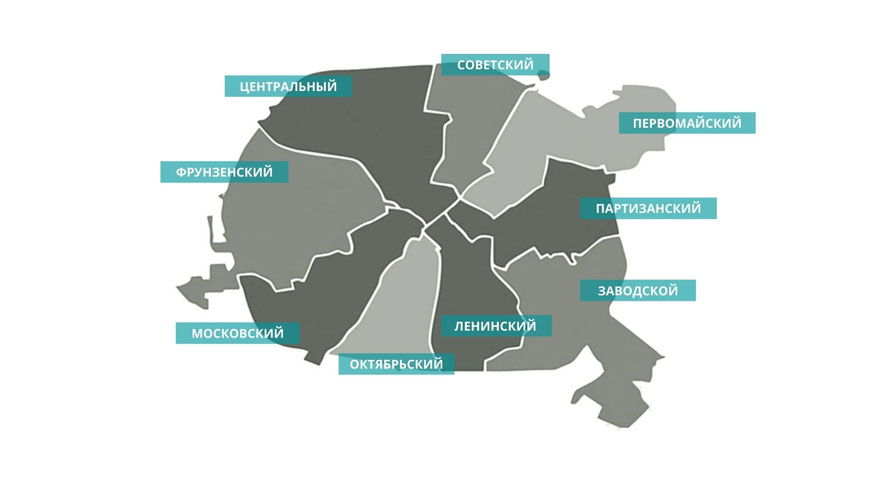 СОВЕТСКИЙ
ЦЕНТРАЛЬНЫЙ
ПЕРВОМАЙСКИЙ
ФРУНЗЕНСКИЙ
ПАРТИЗАНСКИЙ
ЗАВОДСКОЙ
ЛЕНИНСКИЙ
МОСКОВСКИЙ
ОКТЯБРЬСКИЙ